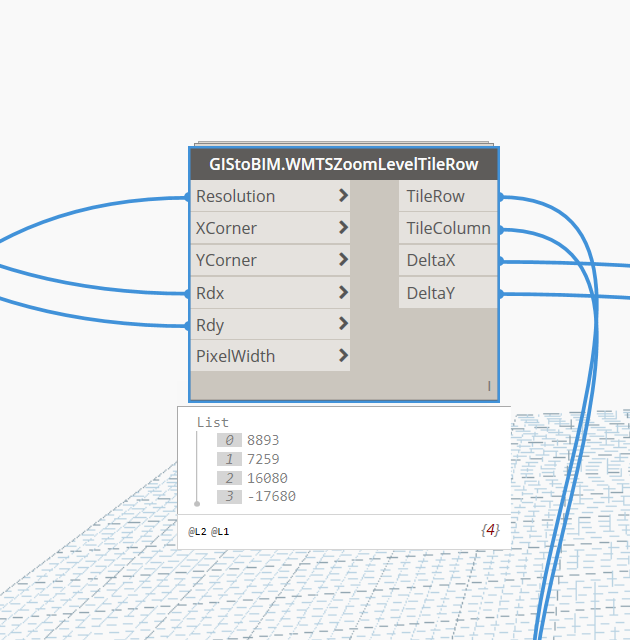 GIStoBIM.WMTSZoomLevelTileRow
Resolution > TileRow
XCorner > TileColumn
YCorner > DeltaX
Rdx > DeltaY
Rdy >
PixelWidth >
l
List
0 8893
1 7259
2 16080
3 -17680
@L2 @L1 {4}